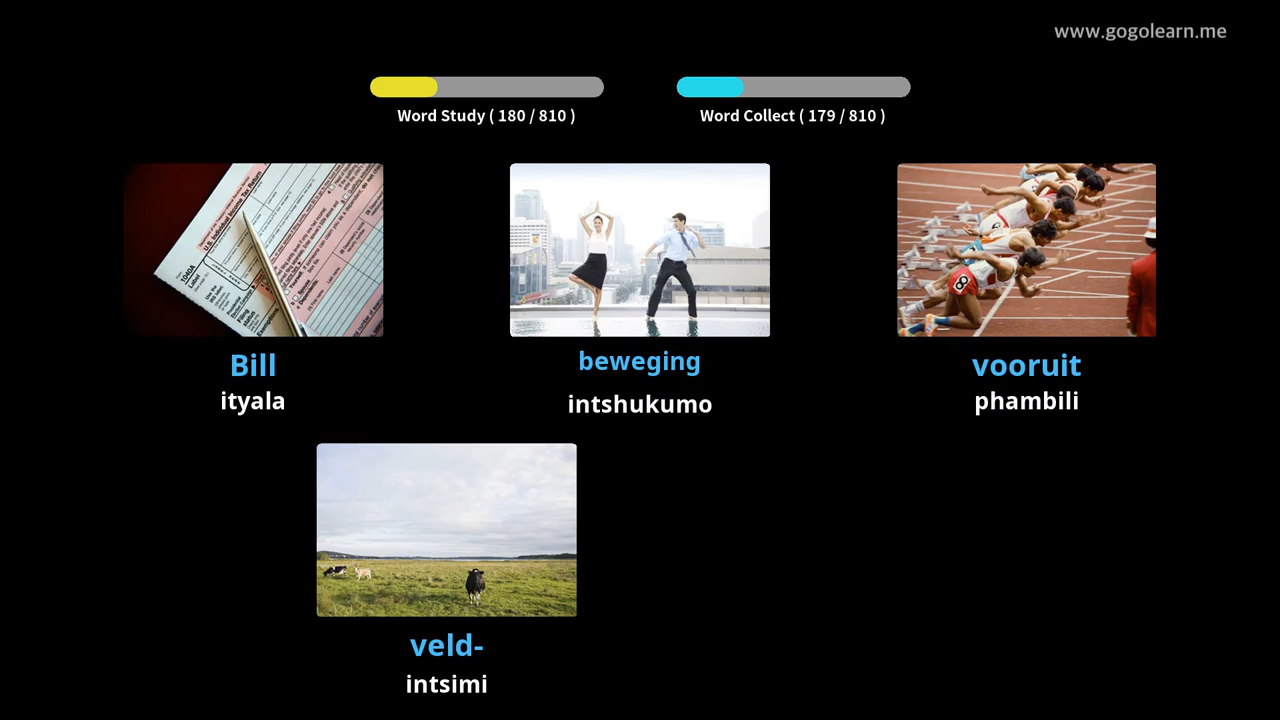 www.gogolearn.me
Word Study ( 180 / 810 )
Word Collect ( 179 / 810 )
Bill
ityala
beweging
intshukumo
vooruit
phambili
veld-
intsimi